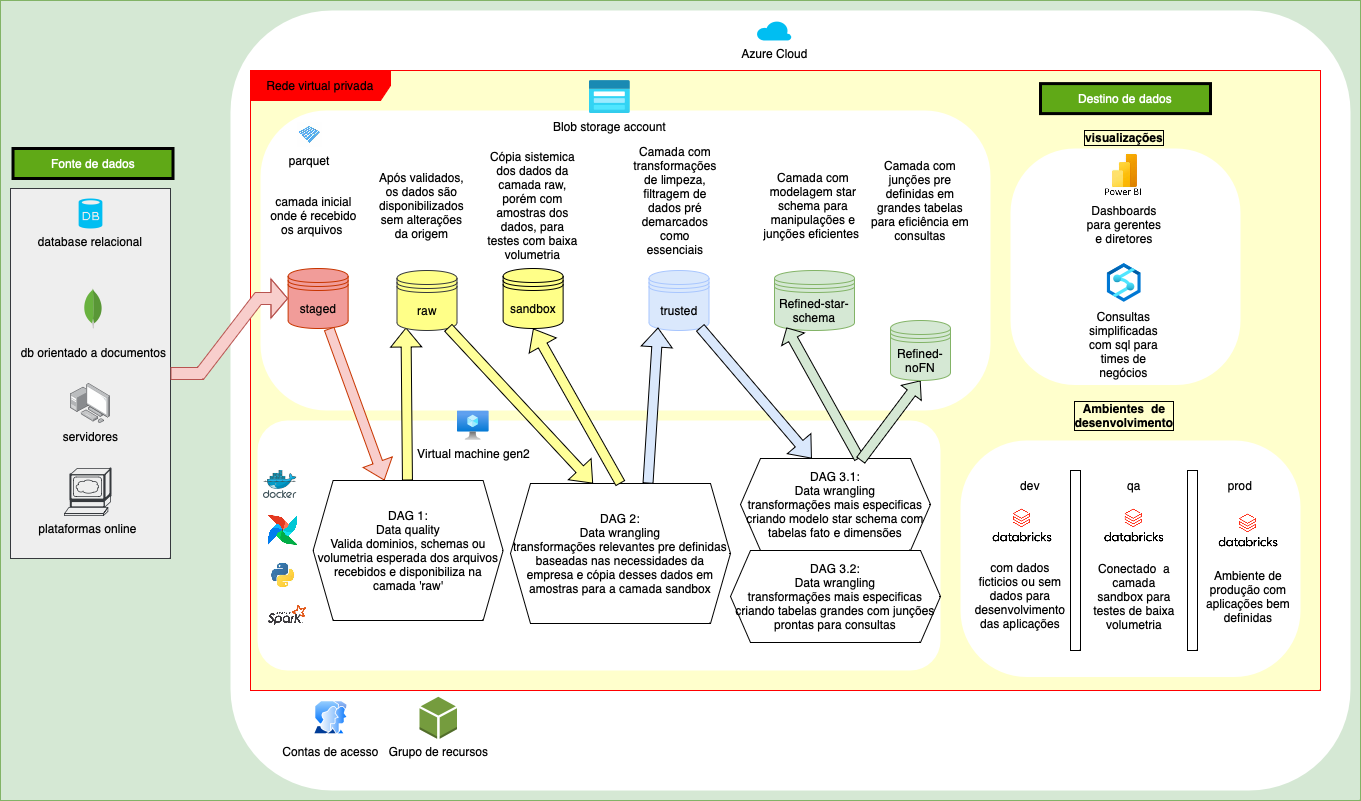 Azure Cloud
Rede virtual privada
Blob storage account
Destino de dados
Fonte de dados
database relacional
db orientado a documentos
servidores
plataformas online
parquet
camada inicial
onde é recebido
os arquivos
Após validados,
os dados são
disponibilizados
sem alterações
da origem
Cópia sistemica
dos dados da
camada raw,
porém com
amostras dos
dados, para
testes com baixa
volumetria
Camada com
transformações
de limpeza,
filtragem de
dados pré
demarcados
como
essenciais
Camada com
modelagem star
schema para
manipulações e
junções eficientes
Camada com
junções pre
definidas em
grandes tabelas
para eficiência em
consultas
staged
raw
sandbox
trusted
Refined-star-
schema
Refined-
noFN
visualizações
Power BI
Dashboards
para gerentes
e diretores
Consultas
simplificadas
com sql para
times de
negócios
Virtual machine gen2
docker
Spark
DAG 1:
Data quality
Valida dominios, schemas ou
volumetria esperada dos arquivos
recebidos e disponibiliza na
camada 'raw'
DAG 2:
Data wrangling
transformações relevantes pre definidas
baseadas nas necessidades da
empresa e cópia desses dados em
amostras para a camada sandbox
DAG 3.1:
Data wrangling
transformações mais especificas
criando modelo star schema com
tabelas fato e dimensões
DAG 3.2:
Data wrangling
transformações mais especificas
criando tabelas grandes com junções
prontas para consultas
Ambientes de
desenvolvimento
dev
databricks
com dados
ficticios ou sem
dados para
desenvolvimento
das aplicações
qa
databricks
Conectado a
camada
sandbox para
testes de baixa
volumetria
prod
databricks
Ambiente de
produção com
aplicações bem
definidas
Contas de acesso
Grupo de recursos
DB